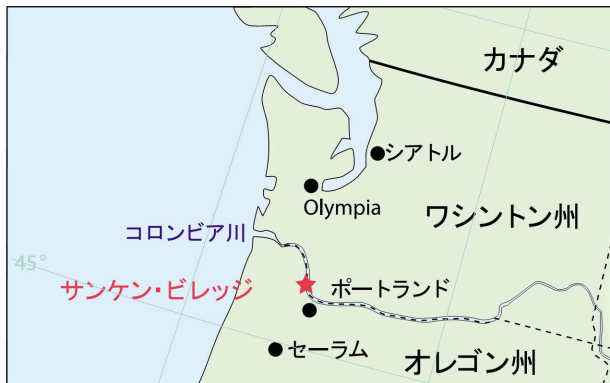 カナダ
シアトル
Olympia
ワシントン州
コロンビア川
45°
サンケン・ビレッジ
ポートランド
セーラム
オレゴン州